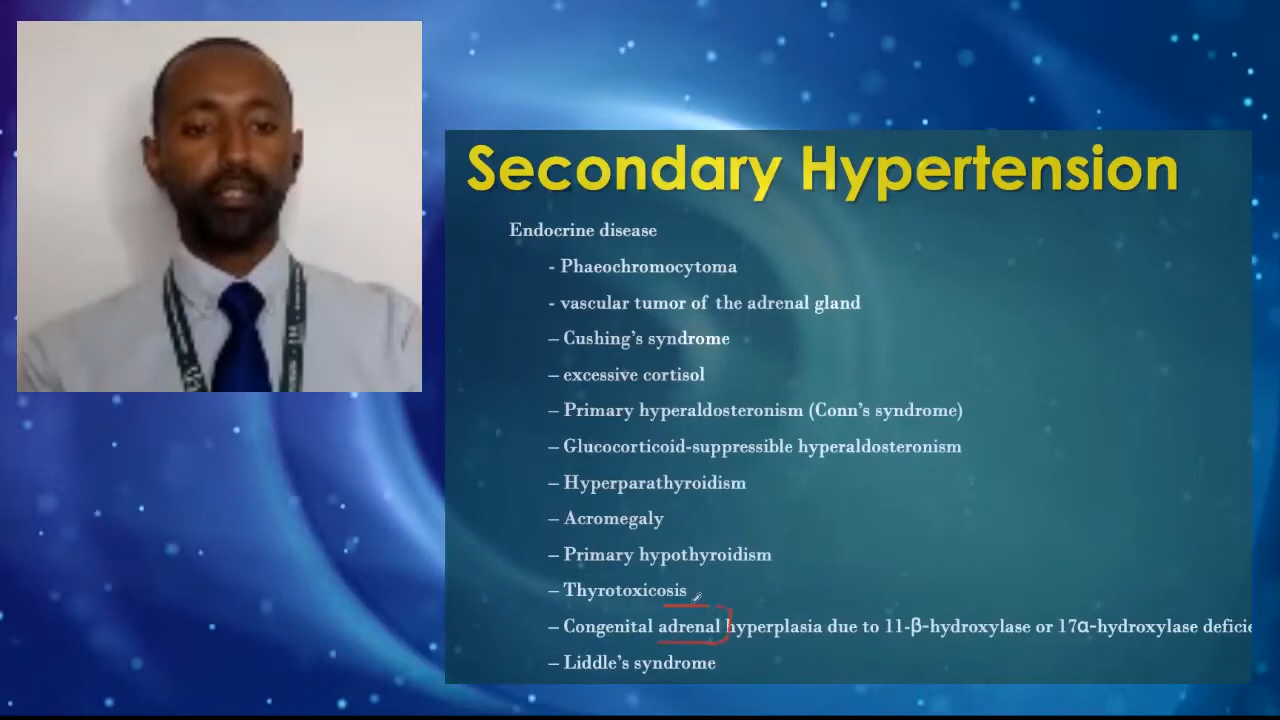 Secondary Hypertension
Endocrine disease
- Phaeochromocytoma
- vascular tumor of the adrenal gland
– Cushing’s syndrome
– excessive cortisol
– Primary hyperaldosteronism (Conn’s syndrome)
– Glucocorticoid-suppressible hyperaldosteronism
– Hyperparathyroidism
– Acromegaly
– Primary hypothyroidism
– Thyrotoxicosis
– Congenital adrenal hyperplasia due to 11-β-hydroxylase or 17α-hydroxylase deficie
– Liddle’s syndrome